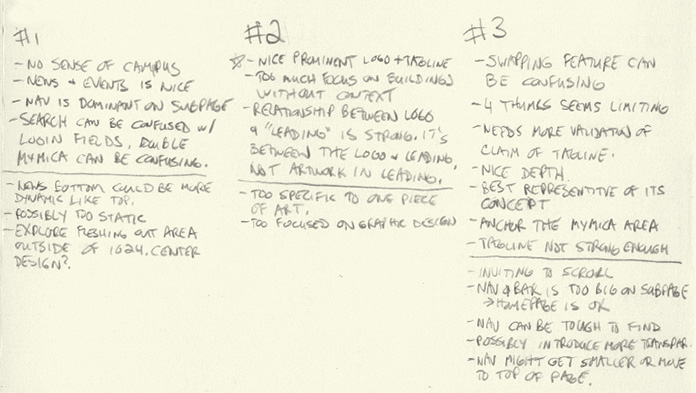 #1
- NO SENSE OF CAMPUS
- NEWS + EVENTS IS NICE
- NAV IS DOMINANT ON SUBPAGE
- SEARCH CAN BE CONFUSED W/
LOGIN FIELDS, DOUBLE
MYMICA CAN BE CONFUSING.
- NEWS BOTTOM COULD BE MORE
DYNAMIC LIKE TOP.
- POSSIBLY TOO STATIC
- EXPLORE FLESHING OUT AREA
OUTSIDE OF 1024. CENTER
DESIGN?
#2
☆ - NICE PROMINENT LOGO + TAGLINE
- TOO MUCH FOCUS ON BUILDINGS
WITHOUT CONTEXT
- RELATIONSHIP BETWEEN LOGO
& "LEADING" IS STRONG. IT'S
BETWEEN THE LOGO & LEADING,
NOT ARTWORK IN LEADING.
- TOO SPECIFIC TO ONE PIECE
OF ART.
- TOO FOCUSED ON GRAPHIC DESIGN
#3
- SWAPPING FEATURE CAN
BE CONFUSING
- 4 THUMBS SEEMS LIMITING
- NEEDS MORE VALIDATION OF
CLAIM OF TAGLINE.
- NICE DEPTH.
- BEST REPRESENTITVE OF ITS
CONCEPT
- ANCHOR THE MYMICA AREA
- TAGLINE NOT STRONG ENOUGH
- INVITING TO SCROLL
- NAV BAR IS TOO BIG ON SUBPAGE
→ HOMEPAGE IS OK
- NAV CAN BE TOUGH TO FIND
- POSSIBLY INTRODUCE MORE TRANSPAR.
- NAV MIGHT GET SMALLER OR MOVE
TO TOP OF PAGE.